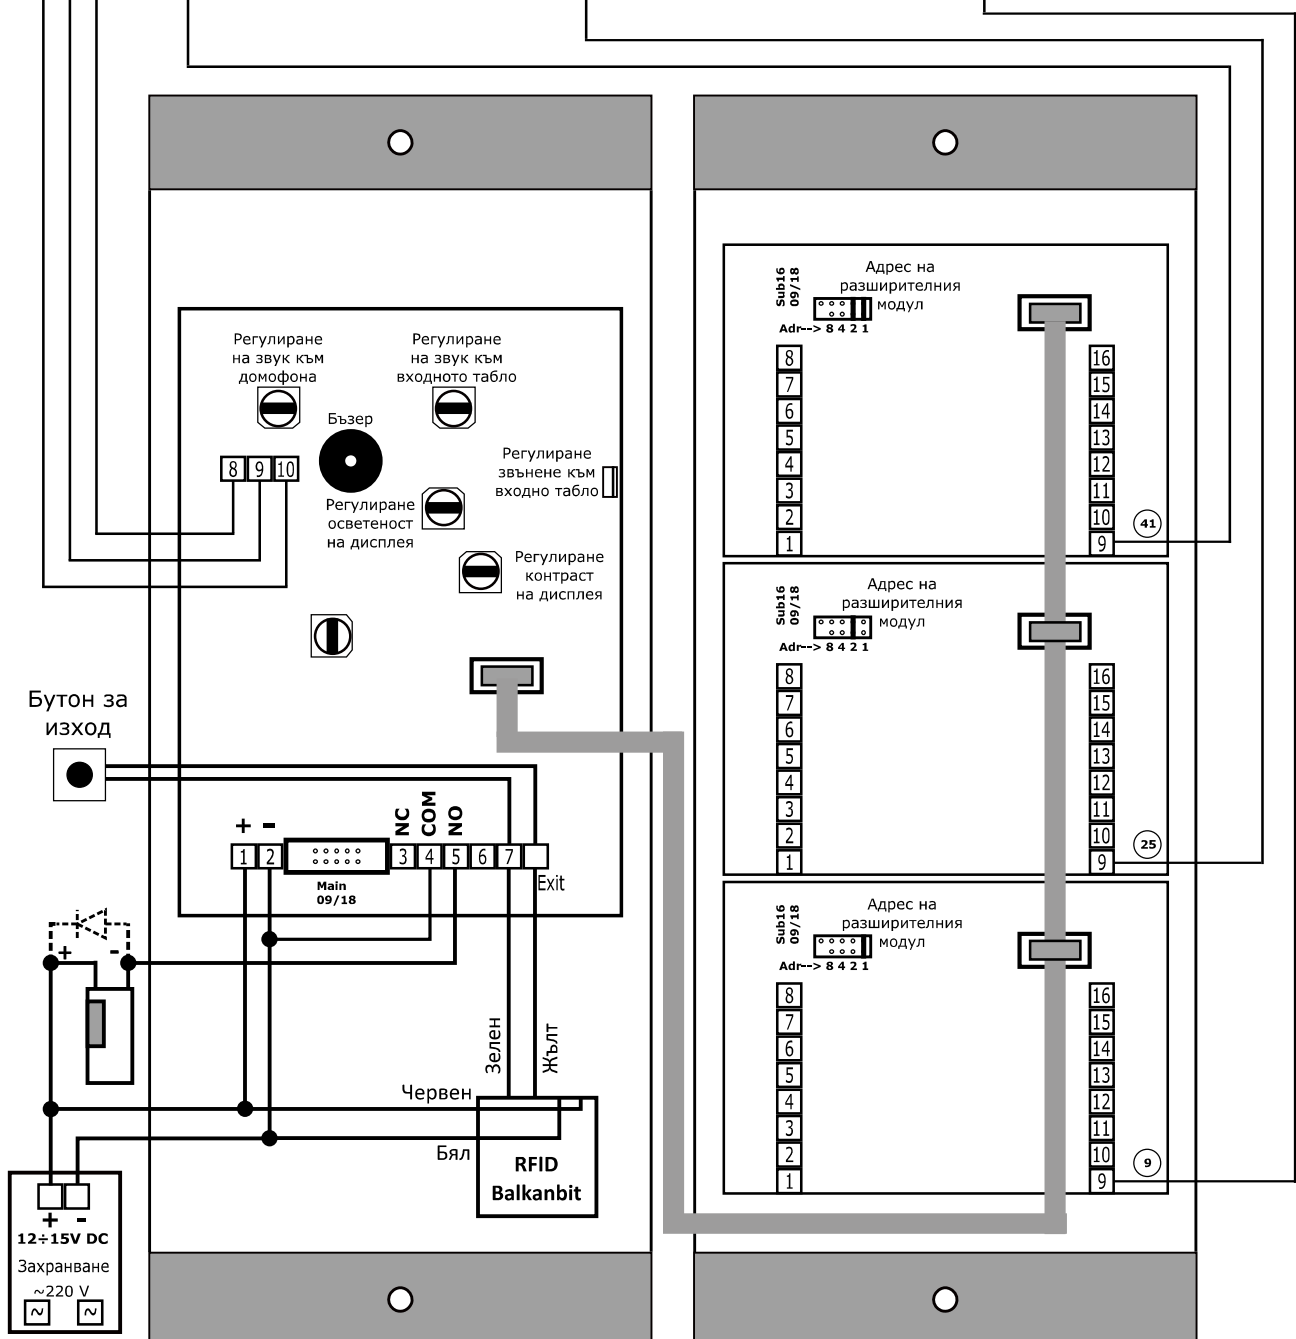 Регулиране
на звук към
домофона
Регулиране
на звук към
входното табло
Бъзер
8 9 10
Регулиране
звънене към
входно табло
Регулиране
осветеност
на дисплея
Регулиране
контраст
на дисплея
Бутон за
изход
+ -
NC
COM
NO
1 2 3 4 5 6 7
Exit
Main
09/18
+ -
Зелен
Жълт
Червен
Бял
RFID
Balkanbit
+ -
12÷15V DC
Захранване
~220 V
~ ~
Sub16
09/18
Адрес на
разширителния
модул
Adr--> 8 4 2 1
8
7
6
5
4
3
2
1
16
15
14
13
12
11
10
9
41
Sub16
09/18
Адрес на
разширителния
модул
Adr--> 8 4 2 1
8
7
6
5
4
3
2
1
16
15
14
13
12
11
10
9
25
Sub16
09/18
Адрес на
разширителния
модул
Adr--> 8 4 2 1
8
7
6
5
4
3
2
1
16
15
14
13
12
11
10
9
9